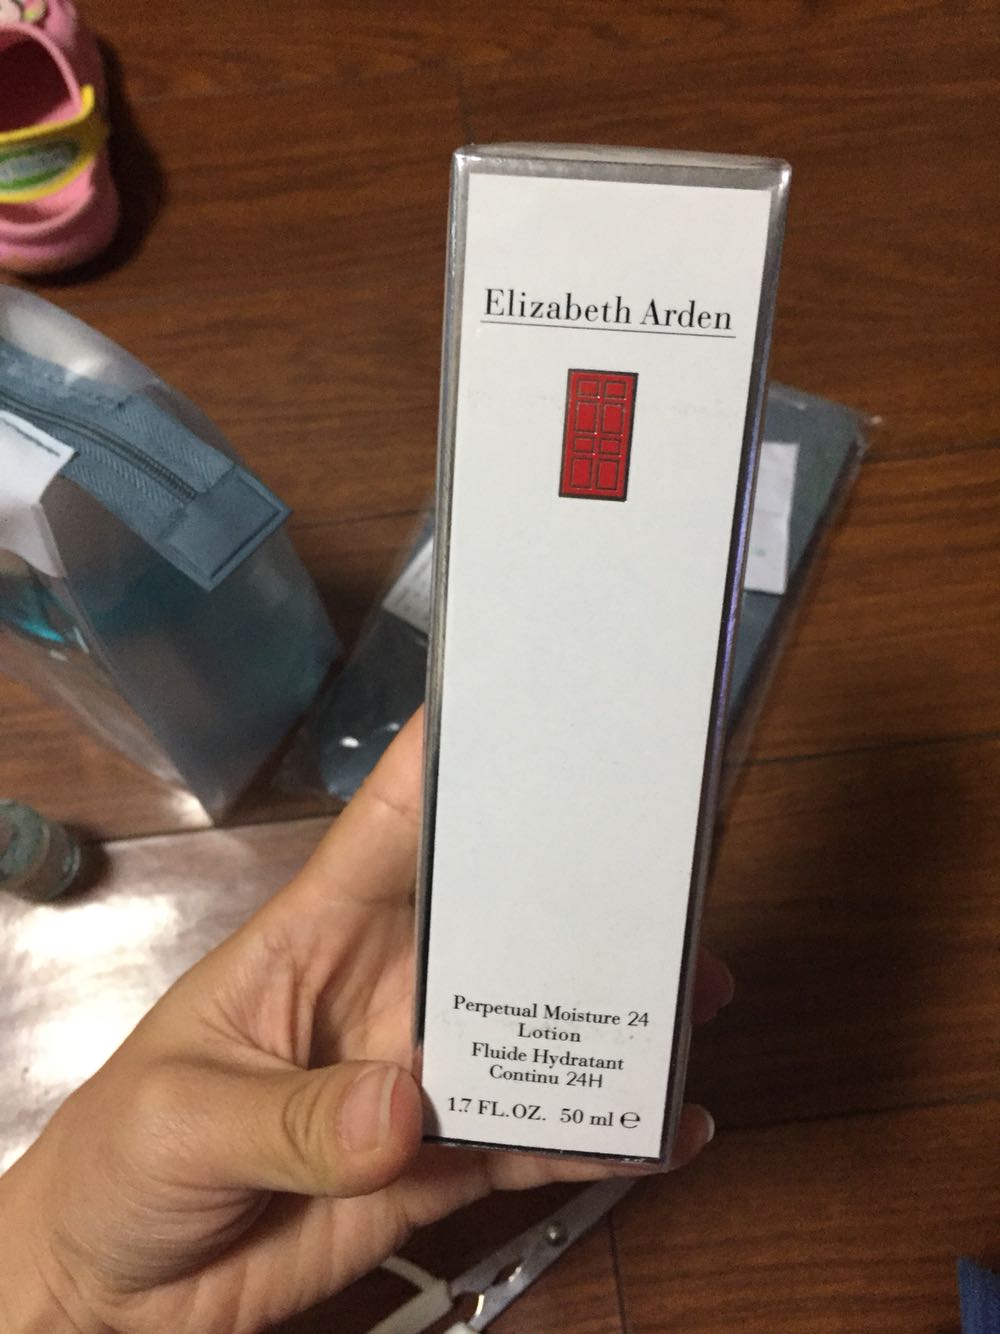 Elizabeth Arden
Perpetual Moisture 24
Lotion
Fluide Hydratant
Continu 24H
1.7 FL.OZ. 50 ml ℮